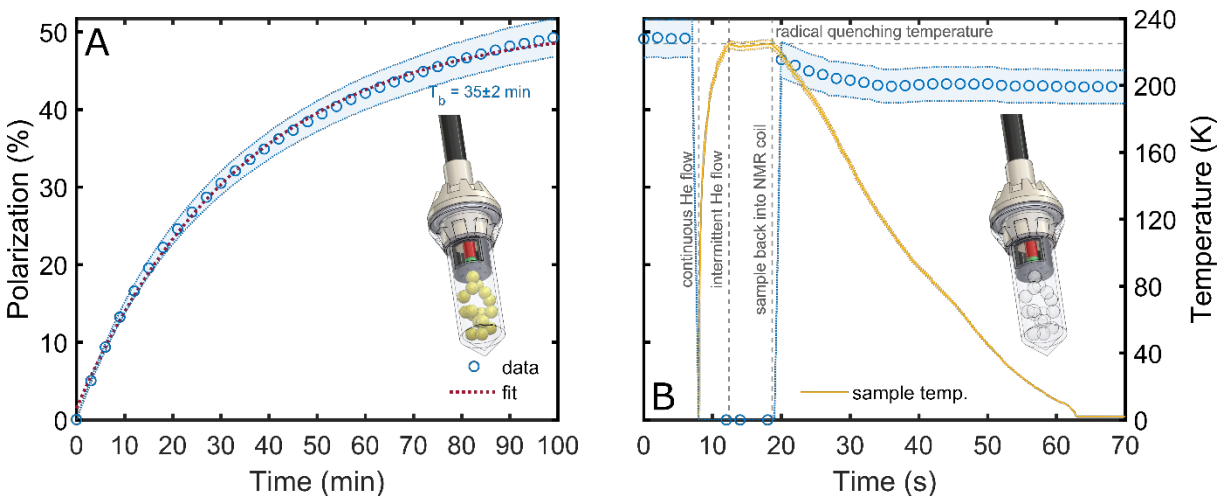 A
Polarization (%)
50
40
30
20
10
0
T_b = 35±2 min
data
fit
0 10 20 30 40 50 60 70 80 90 100
Time (min)
B
radical quenching temperature
continuous He flow
intermittent He flow
sample back into NMR coil
sample temp.
240
200
160
120
80
40
0
Temperature (K)
0 10 20 30 40 50 60 70
Time (s)